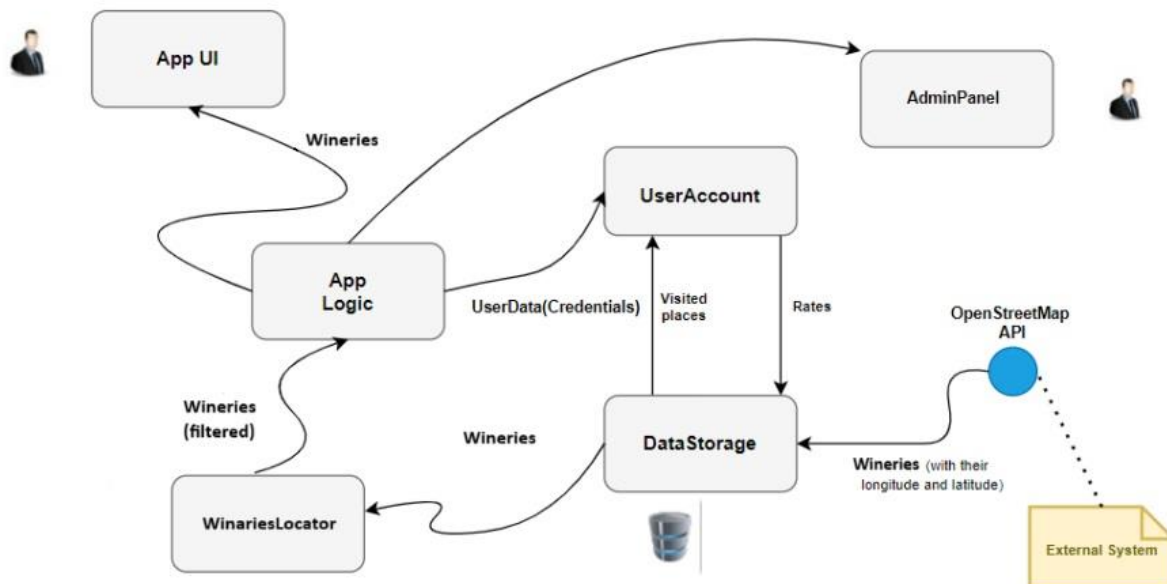 App UI
AdminPanel
Wineries
UserAccount
App
Logic
UserData(Credentials)
Visited
places
Rates
OpenStreetMap
API
Wineries
(filtered)
Wineries
DataStorage
Wineries (with their
longitude and latitude)
WinariesLocator
External System